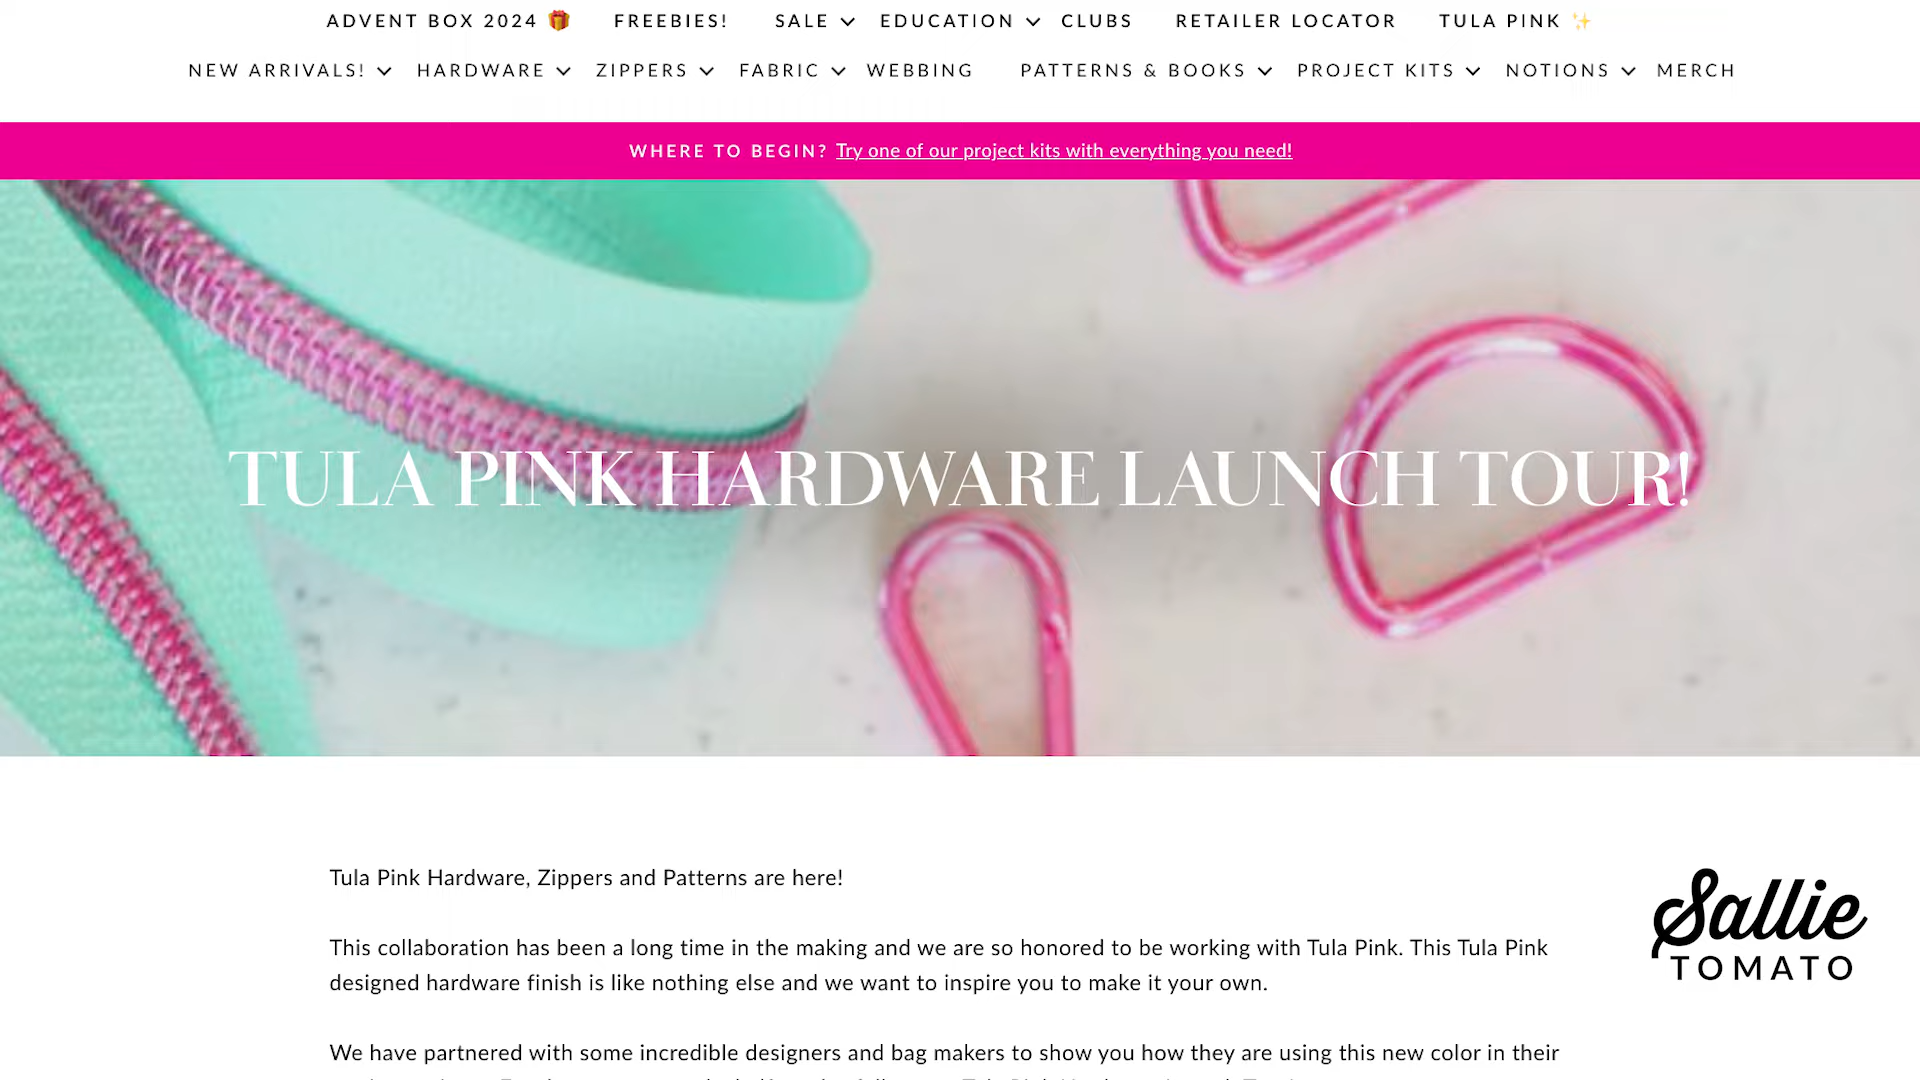 ADVENT BOX 2024 🎁 FREEBIES! SALE EDUCATION CLUBS RETAILER LOCATOR TULA PINK ✨
NEW ARRIVALS! HARDWARE ZIPPERS FABRIC WEBBING PATTERNS & BOOKS PROJECT KITS NOTIONS MERCH
WHERE TO BEGIN? Try one of our project kits with everything you need!
TULA PINK HARDWARE LAUNCH TOUR!
Tula Pink Hardware, Zippers and Patterns are here!
This collaboration has been a long time in the making and we are so honored to be working with Tula Pink. This Tula Pink
designed hardware finish is like nothing else and we want to inspire you to make it your own.
We have partnered with some incredible designers and bag makers to show you how they are using this new color in their
Sallie
TOMATO